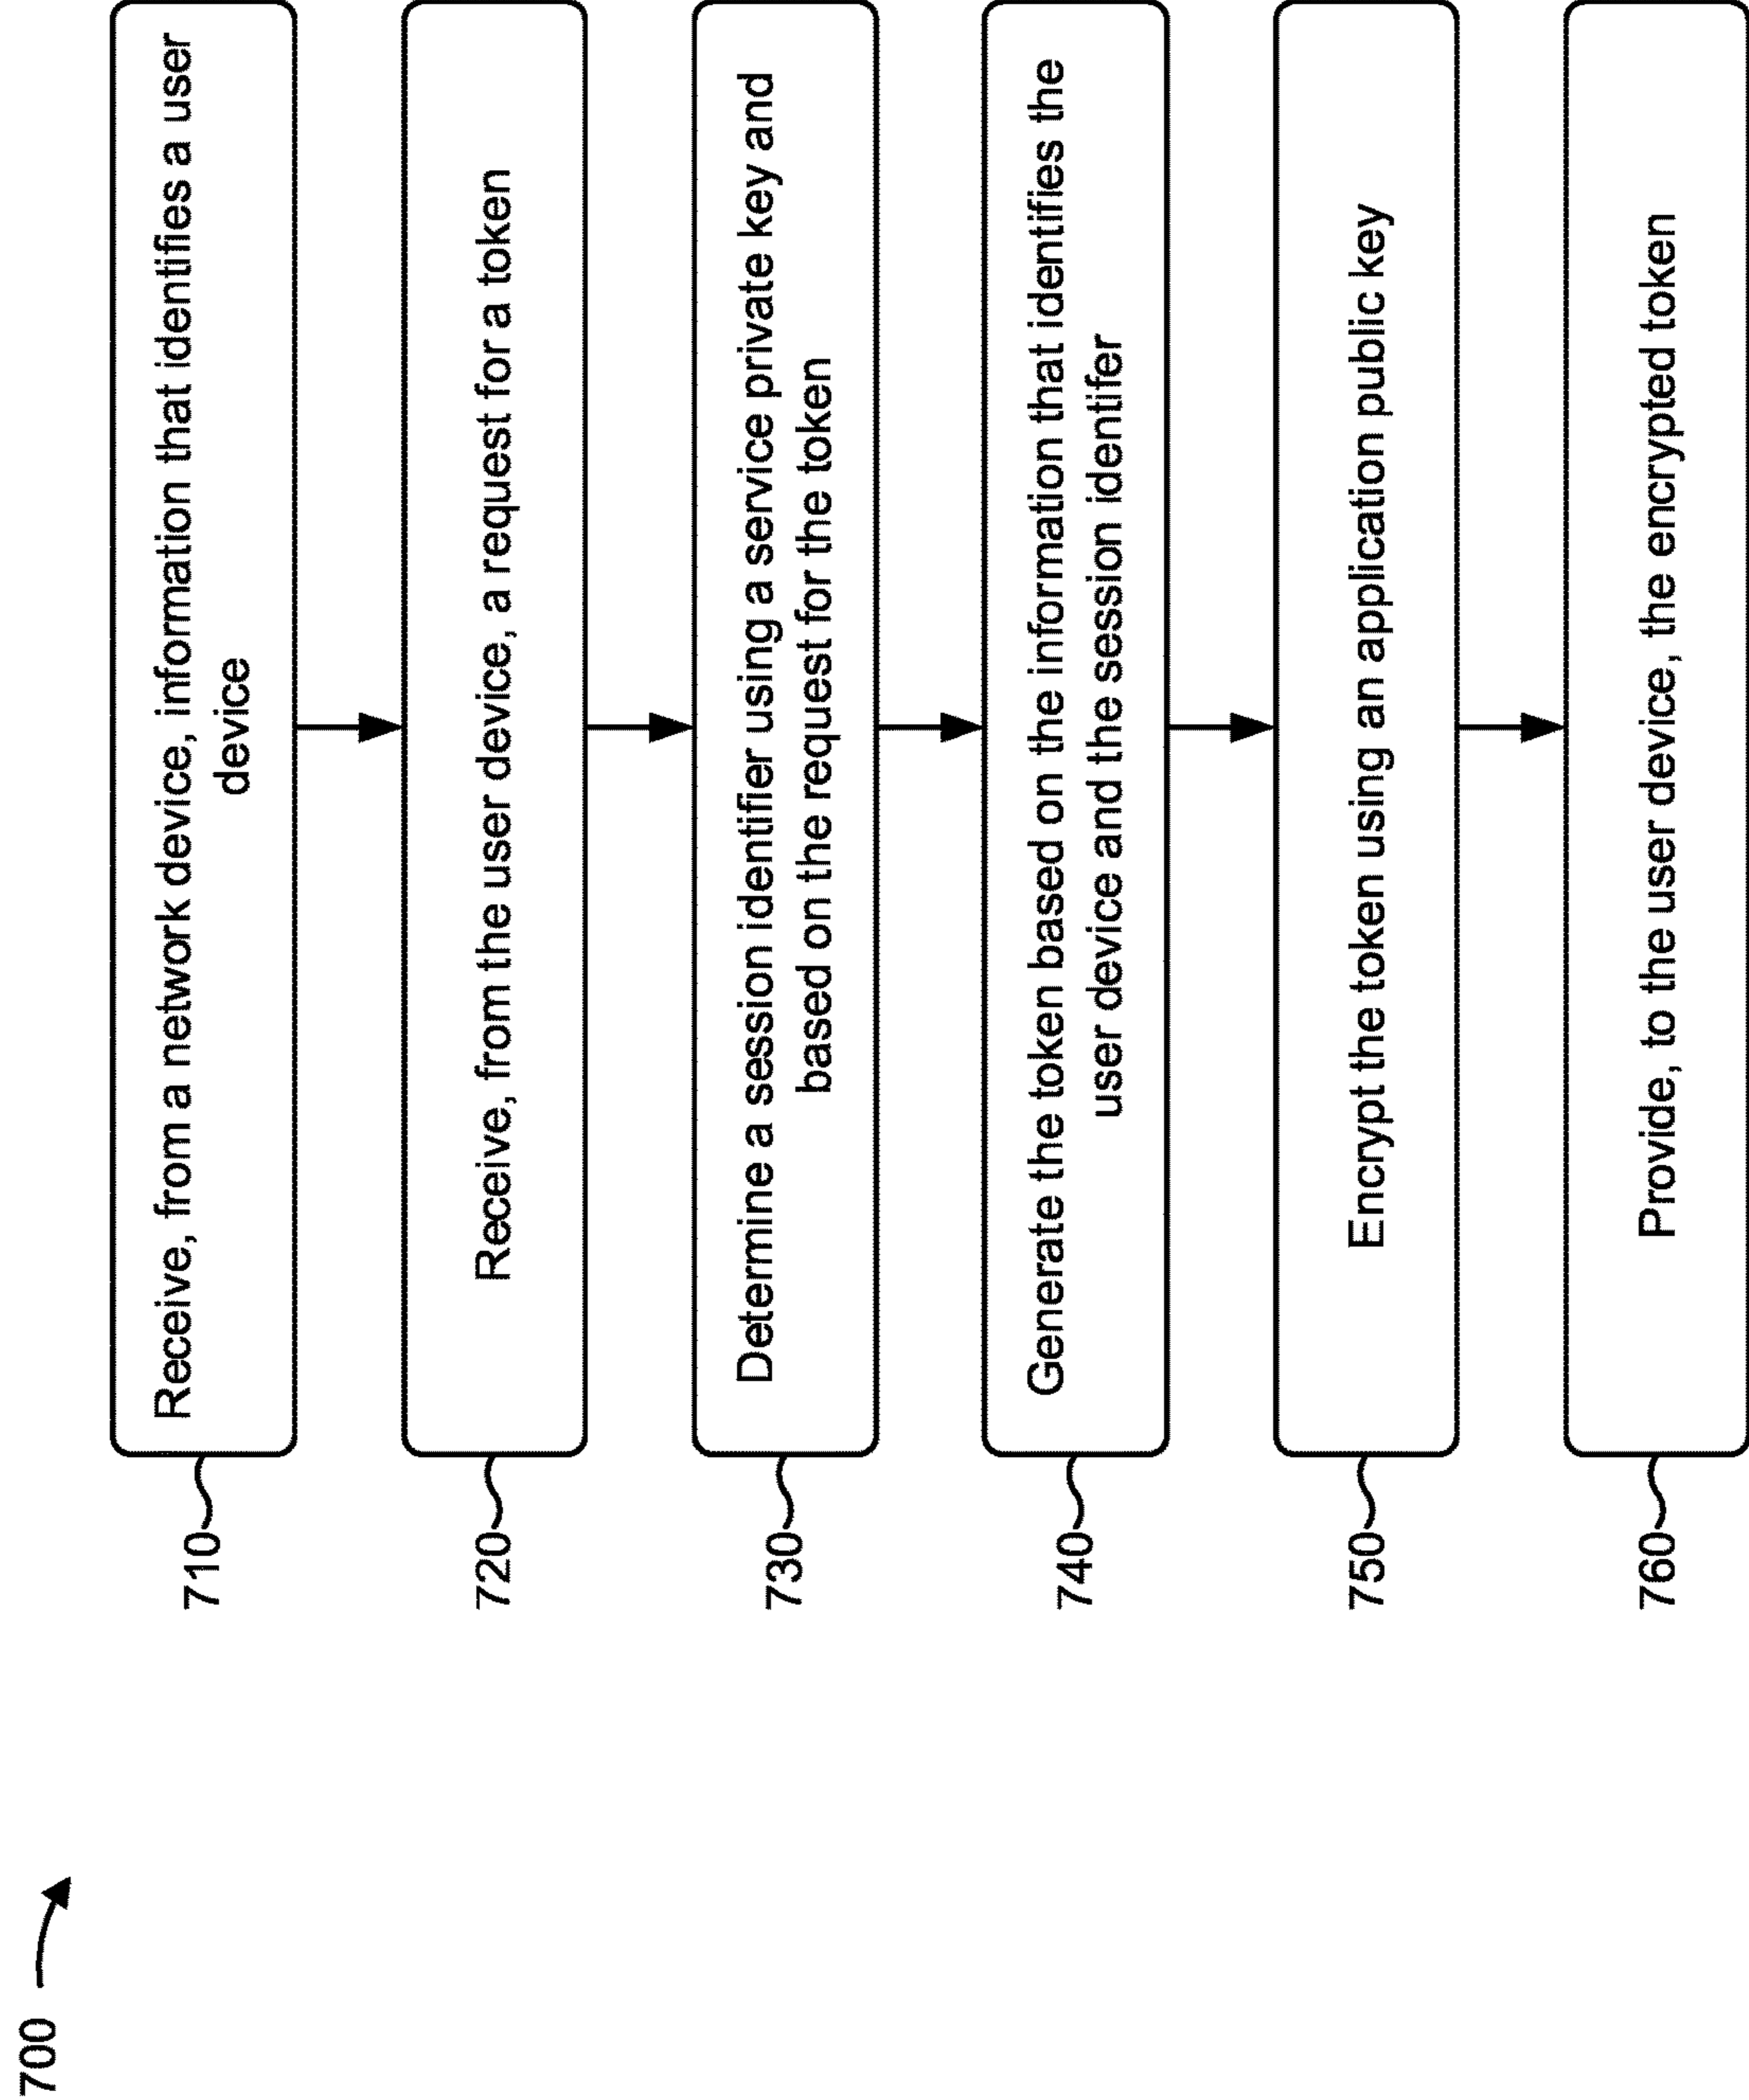 700
710
Receive, from a network device, information that identifies a user
device
720
Receive, from the user device, a request for a token
730
Determine a session identifier using a service private key and
based on the request for the token
740
Generate the token based on the information that identifies the
user device and the session identifer
750
Encrypt the token using an application public key
760
Provide, to the user device, the encrypted token